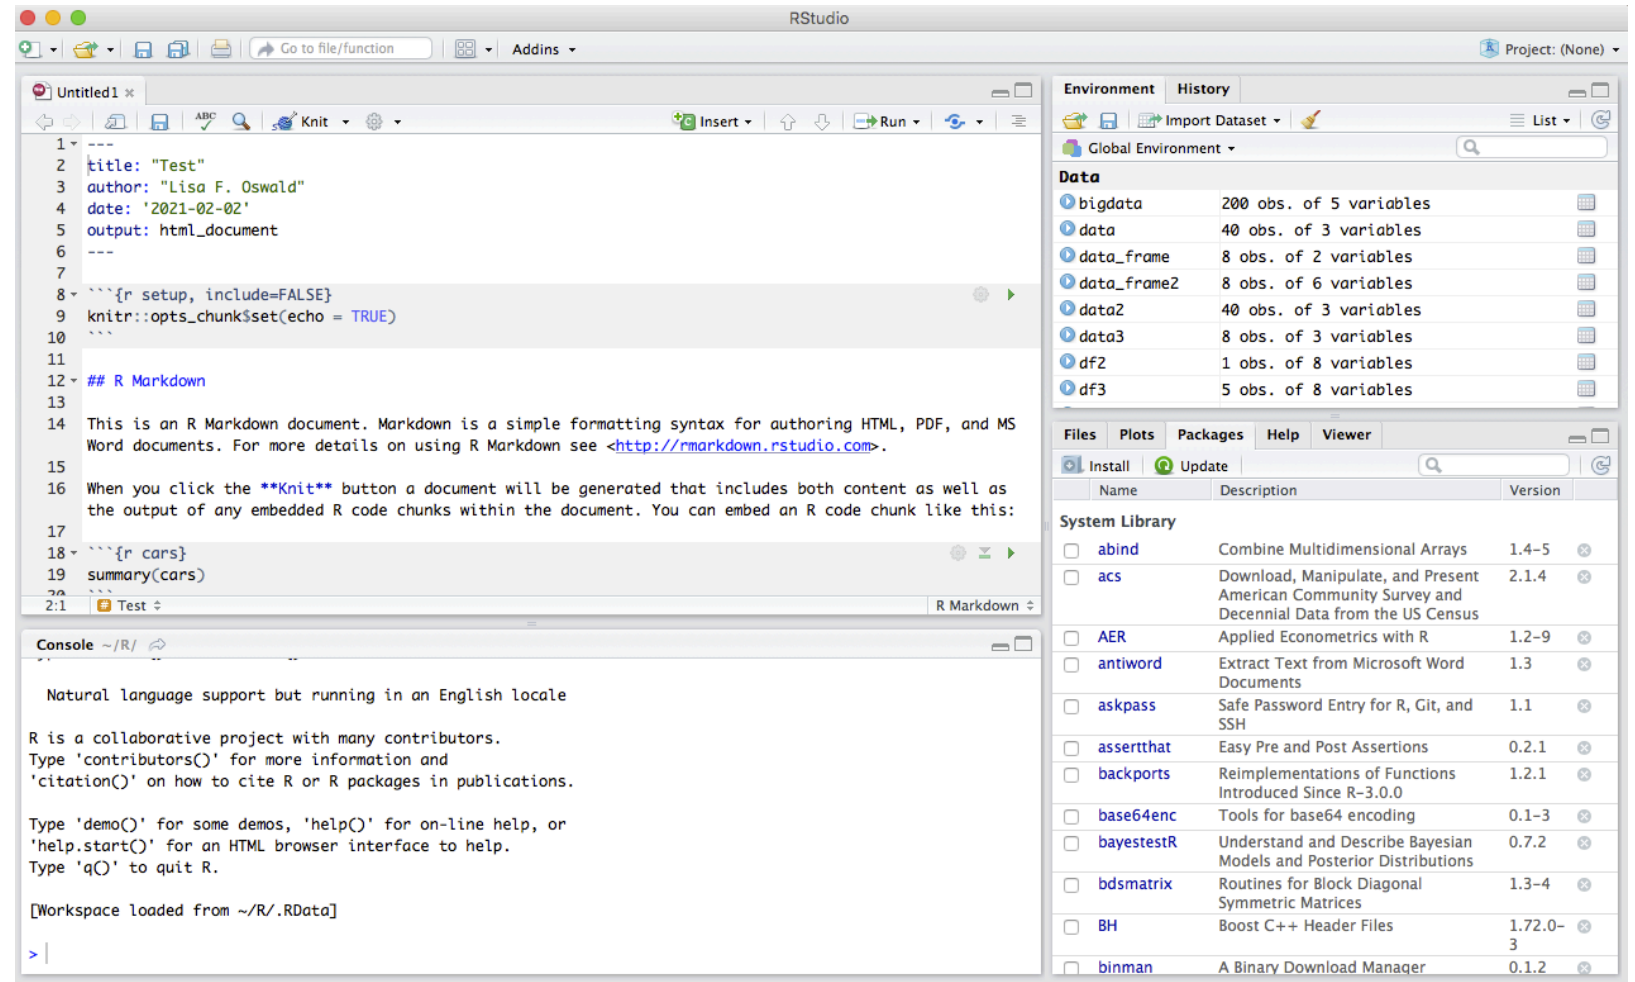 RStudio
Go to file/function
Addins
Project: (None)
Untitled1
ABC
Knit
Insert
Run
1 ---
2 title: "Test"
3 author: "Lisa F. Oswald"
4 date: '2021-02-02'
5 output: html_document
6 ---
7
8 ```{r setup, include=FALSE}
9 knitr::opts_chunk$set(echo = TRUE)
10 ```
11
12 ## R Markdown
13
14 This is an R Markdown document. Markdown is a simple formatting syntax for authoring HTML, PDF, and MS
Word documents. For more details on using R Markdown see <http://rmarkdown.rstudio.com>.
15
16 When you click the **Knit** button a document will be generated that includes both content as well as
the output of any embedded R code chunks within the document. You can embed an R code chunk like this:
17
18 ```{r cars}
19 summary(cars)
20 ```
2:1 # Test R Markdown
Console ~/R/
Natural language support but running in an English locale
R is a collaborative project with many contributors.
Type 'contributors()' for more information and
'citation()' on how to cite R or R packages in publications.
Type 'demo()' for some demos, 'help()' for on-line help, or
'help.start()' for an HTML browser interface to help.
Type 'q()' to quit R.
[Workspace loaded from ~/R/.RData]
>
Environment History
Import Dataset List
Global Environment
Data
bigdata 200 obs. of 5 variables
data 40 obs. of 3 variables
data_frame 8 obs. of 2 variables
data_frame2 8 obs. of 6 variables
data2 40 obs. of 3 variables
data3 8 obs. of 3 variables
df2 1 obs. of 8 variables
df3 5 obs. of 8 variables
Files Plots Packages Help Viewer
Install Update
Name Description Version
System Library
abind Combine Multidimensional Arrays 1.4-5
acs Download, Manipulate, and Present 2.1.4
American Community Survey and
Decennial Data from the US Census
AER Applied Econometrics with R 1.2-9
antiword Extract Text from Microsoft Word 1.3
Documents
askpass Safe Password Entry for R, Git, and 1.1
SSH
assertthat Easy Pre and Post Assertions 0.2.1
backports Reimplementations of Functions 1.2.1
Introduced Since R-3.0.0
base64enc Tools for base64 encoding 0.1-3
bayestestR Understand and Describe Bayesian 0.7.2
Models and Posterior Distributions
bdsmatrix Routines for Block Diagonal 1.3-4
Symmetric Matrices
BH Boost C++ Header Files 1.72.0-
3
binman A Binary Download Manager 0.1.2